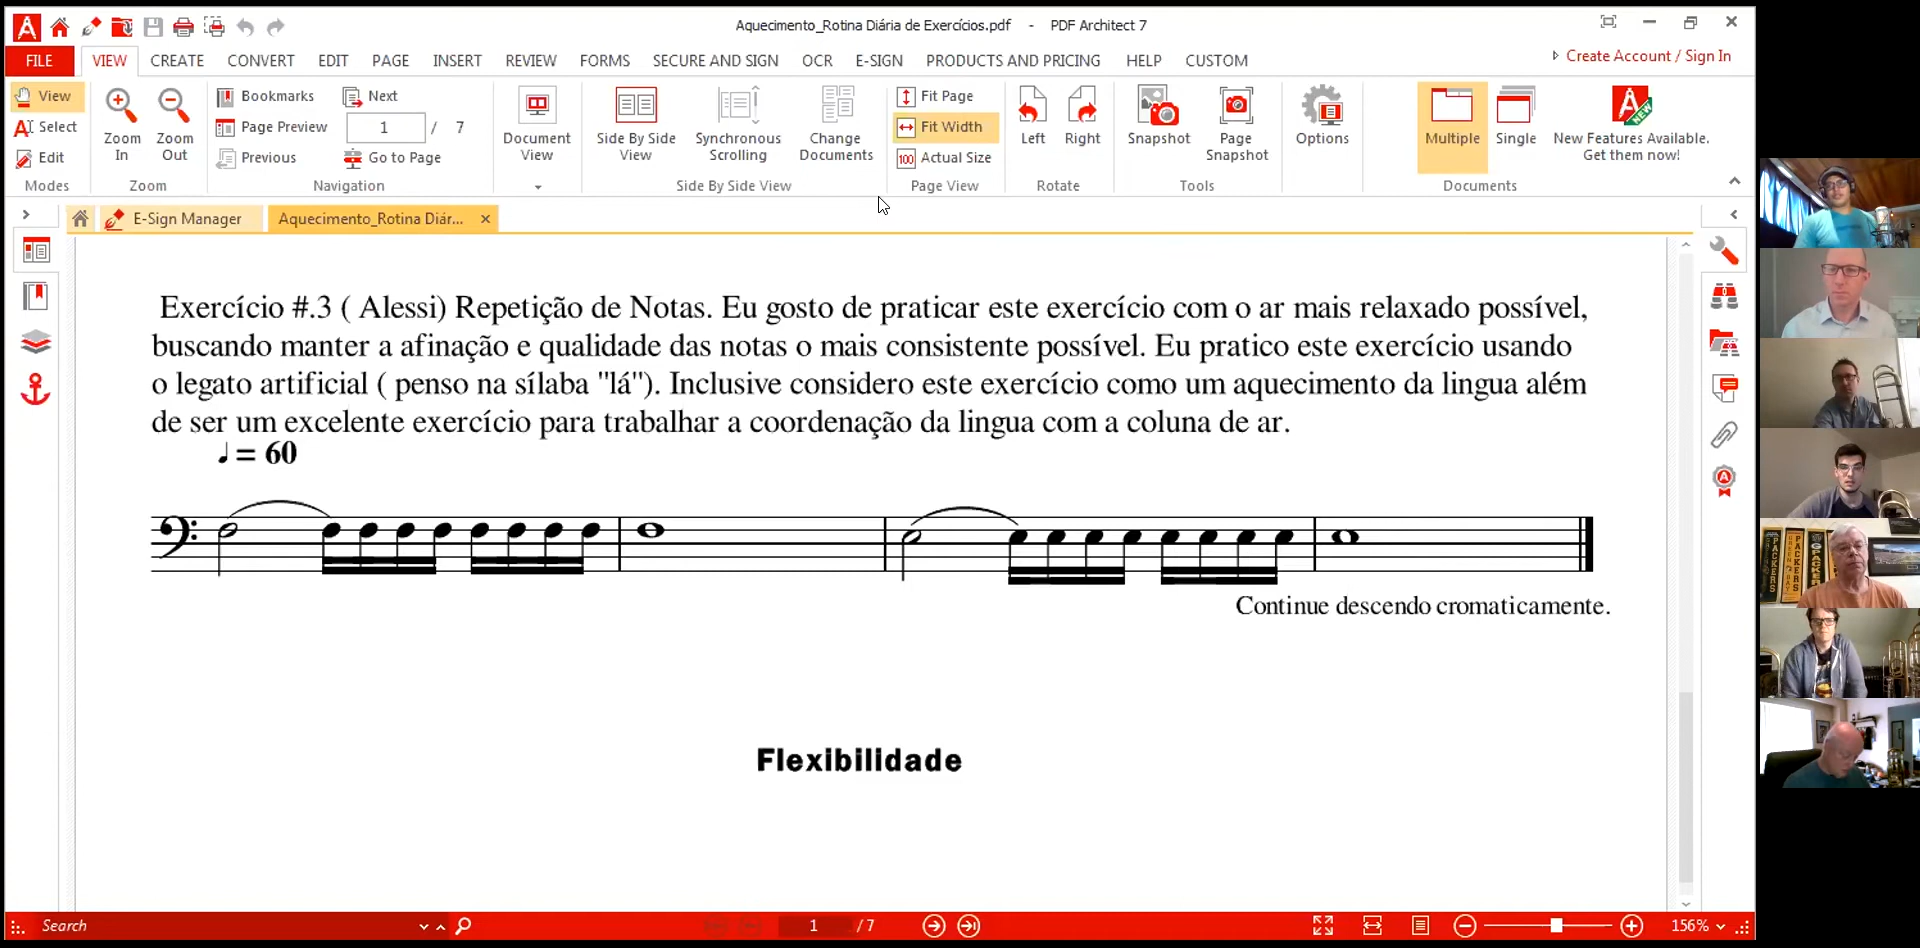 Aquecimento_Rotina Diária de Exercícios.pdf - PDF Architect 7
FILE VIEW CREATE CONVERT EDIT PAGE INSERT REVIEW FORMS SECURE AND SIGN OCR E-SIGN PRODUCTS AND PRICING HELP CUSTOM
Create Account / Sign In
View
Select
Edit
Modes
Zoom In
Zoom Out
Zoom
Bookmarks
Page Preview
Previous
Next
1 / 7
Go to Page
Navigation
Document View
Side By Side View
Synchronous Scrolling
Change Documents
Side By Side View
Fit Page
Fit Width
100 Actual Size
Page View
Left
Right
Rotate
Snapshot
Page Snapshot
Tools
Options
Multiple
Single
Documents
NEW
New Features Available.
Get them now!
E-Sign Manager
Aquecimento_Rotina Diár...
Exercício #.3 ( Alessi) Repetição de Notas. Eu gosto de praticar este exercício com o ar mais relaxado possível,
buscando manter a afinação e qualidade das notas o mais consistente possível. Eu pratico este exercício usando
o legato artificial ( penso na sílaba "lá"). Inclusive considero este exercício como um aquecimento da lingua além
de ser um excelente exercício para trabalhar a coordenação da lingua com a coluna de ar.
♩ = 60
Continue descendo cromaticamente.
Flexibilidade
PACKERS
PACKERS
Search
1 / 7
156%